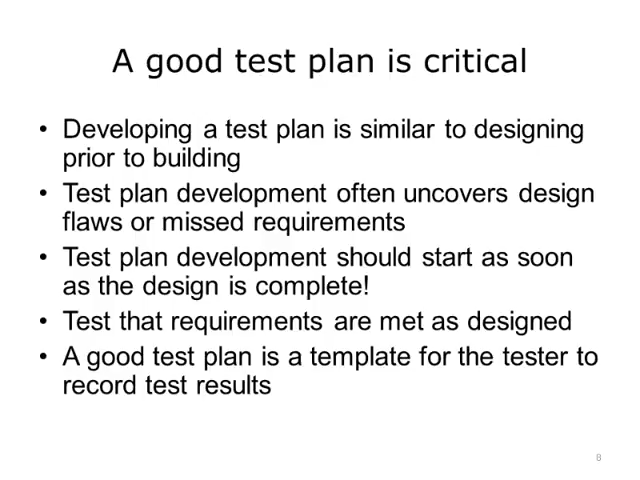 A good test plan is critical
• Developing a test plan is similar to designing
prior to building
• Test plan development often uncovers design
flaws or missed requirements
• Test plan development should start as soon
as the design is complete!
• Test that requirements are met as designed
• A good test plan is a template for the tester to
record test results
8